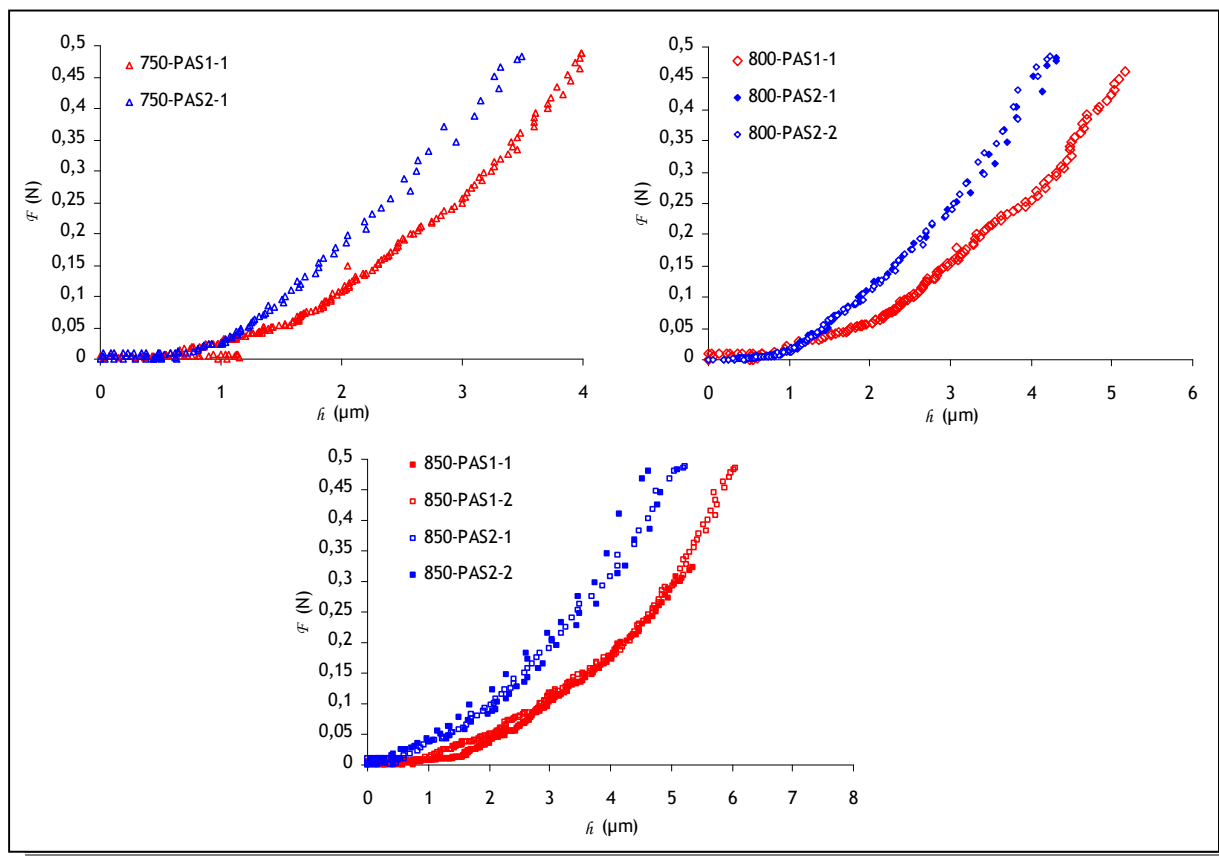 0,5
0,45
0,4
0,35
0,3
0,25
0,2
0,15
0,1
0,05
0
F (N)
750-PAS1-1
750-PAS2-1
0 1 2 3 4
h (µm)
0,5
0,45
0,4
0,35
0,3
0,25
0,2
0,15
0,1
0,05
0
F (N)
800-PAS1-1
800-PAS2-1
800-PAS2-2
0 1 2 3 4 5 6
h (µm)
0,5
0,45
0,4
0,35
0,3
0,25
0,2
0,15
0,1
0,05
0
F (N)
850-PAS1-1
850-PAS1-2
850-PAS2-1
850-PAS2-2
0 1 2 3 4 5 6 7 8
h (µm)